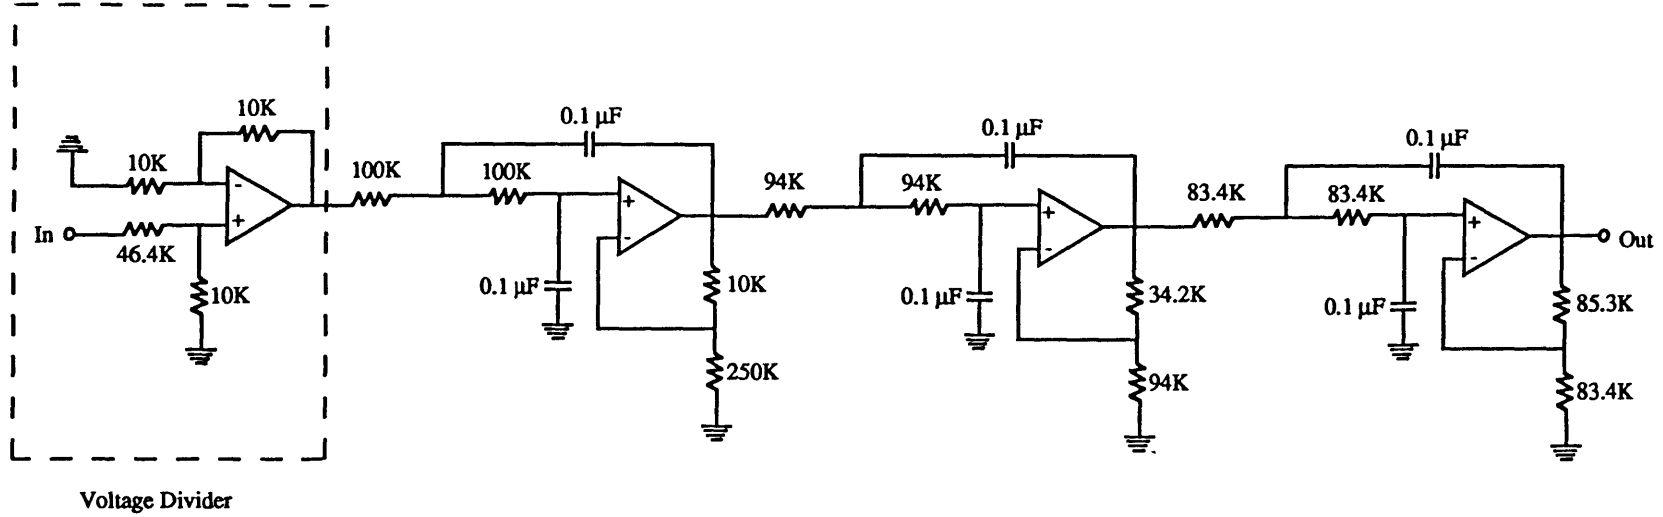 10K
10K
-
+
In
46.4K
10K
Voltage Divider
100K
100K
0.1 µF
+
-
0.1 µF
10K
250K
94K
94K
0.1 µF
+
-
0.1 µF
34.2K
94K
83.4K
83.4K
0.1 µF
+
-
0.1 µF
85.3K
83.4K
Out